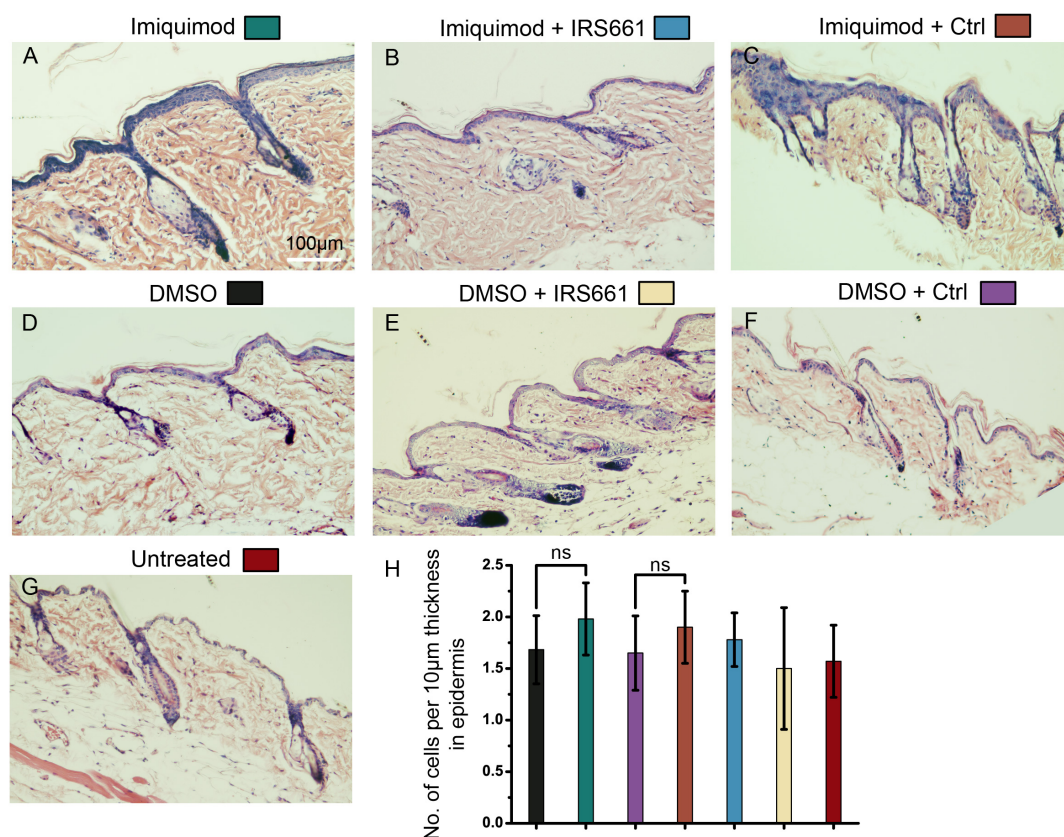 Imiquimod
Imiquimod + IRS661
Imiquimod + Ctrl
A
B
C
100µm
DMSO
DMSO + IRS661
DMSO + Ctrl
D
E
F
Untreated
G
H
No. of cells per 10µm thickness
in epidermis
2.5
2.0
1.5
1.0
0.5
0.0
ns
ns